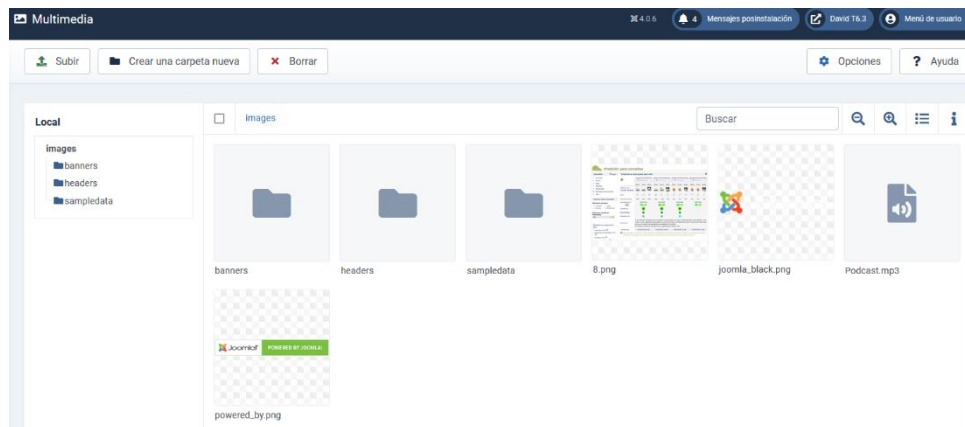 Multimedia
4.0.6
4 Mensajes posinstalación
David T6.3
Menú de usuario
Subir
Crear una carpeta nueva
Borrar
Opciones
? Ayuda
Local
images
banners
headers
sampledata
images
Buscar
banners
headers
sampledata
8.png
joomla_black.png
Podcast.mp3
Joomla!
POWERED BY JOOMLA!
powered_by.png